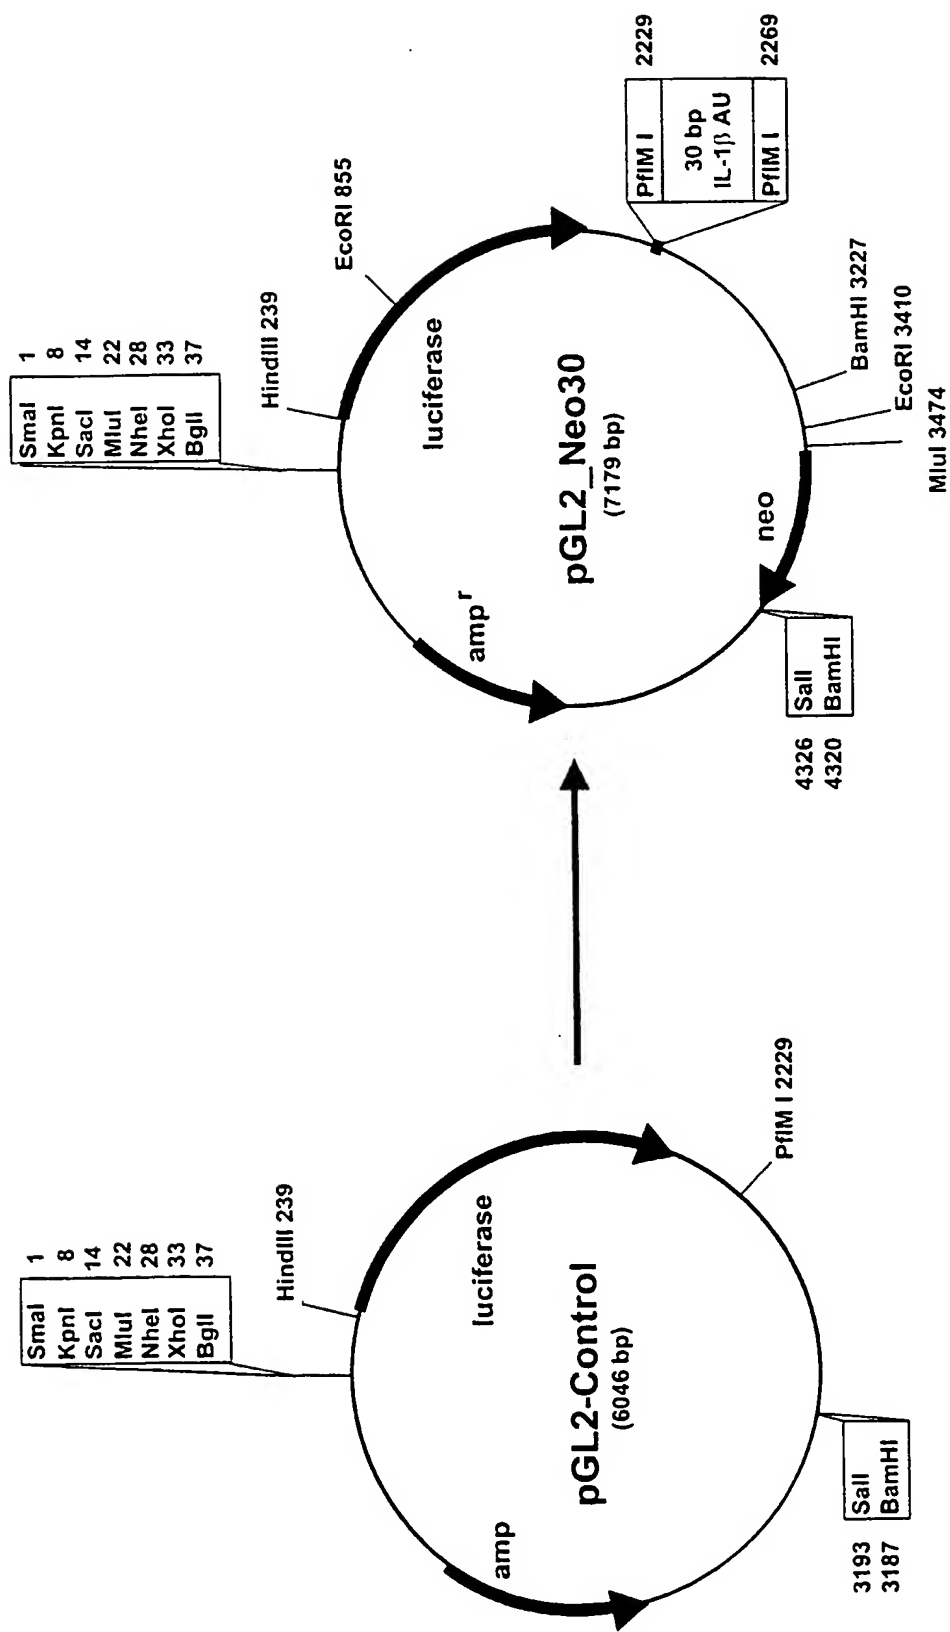 SmaI 1
KpnI 8
SacI 14
MluI 22
NheI 28
XhoI 33
BglI 37
HindIII 239
luciferase
amp
pGL2-Control
(6046 bp)
PflM I 2229
3193 SalI
3187 BamHI
SmaI 1
KpnI 8
SacI 14
MluI 22
NheI 28
XhoI 33
BglI 37
HindIII 239
EcoRI 855
luciferase
amp r
pGL2_Neo30
(7179 bp)
PflM I 2229
30 bp
IL-1β AU
PflM I 2269
neo
BamHI 3227
EcoRI 3410
MluI 3474
4326 SalI
4320 BamHI